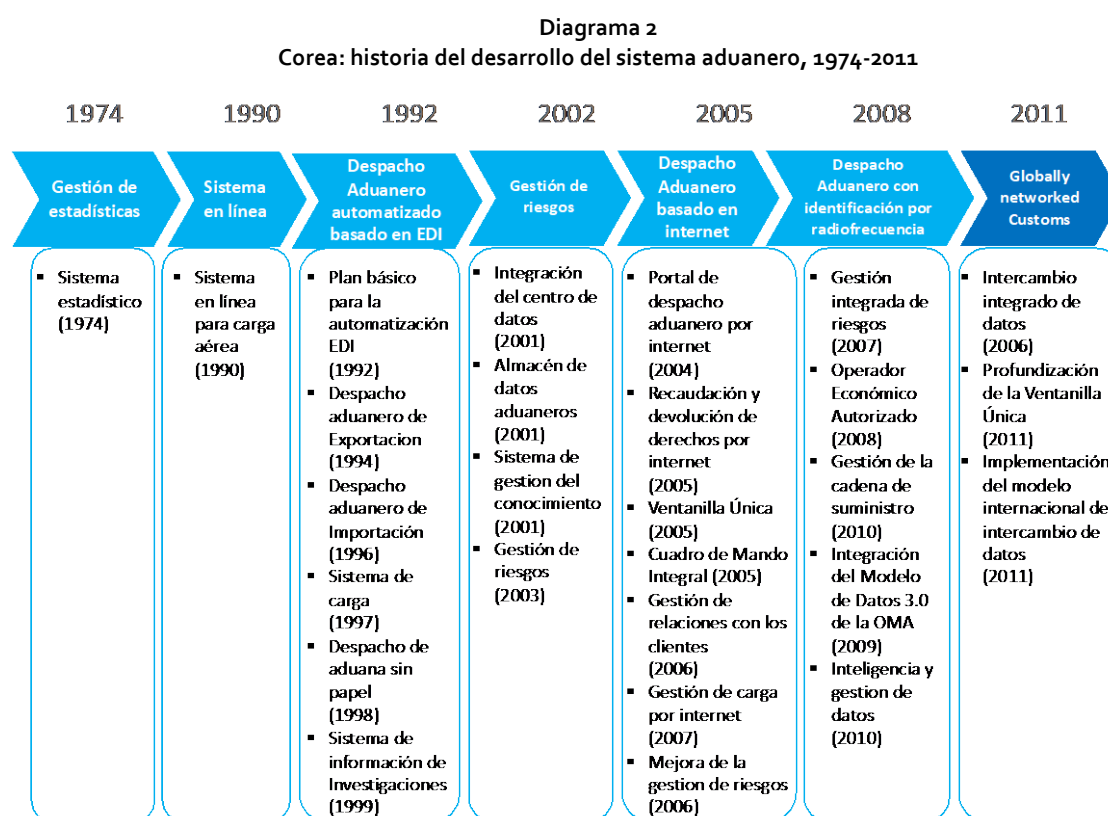 Diagrama 2
Corea: historia del desarrollo del sistema aduanero, 1974-2011
1974
1990
1992
2002
2005
2008
2011
Gestión de
estadísticas
Sistema
en línea
Despacho
Aduanero
automatizado
basado en EDI
Gestión de
riesgos
Despacho
Aduanero
basado en
internet
Despacho
Aduanero con
identificación por
radiofrecuencia
Globally
networked
Customs
▪ Sistema
estadístico
(1974)
▪ Sistema
en línea
para carga
aérea
(1990)
▪ Plan básico
para la
automatización
EDI
(1992)
▪ Despacho
aduanero de
Exportacion
(1994)
▪ Despacho
aduanero de
Importación
(1996)
▪ Sistema de
carga
(1997)
▪ Despacho de
aduana sin
papel
(1998)
▪ Sistema de
información de
Investigaciones
(1999)
▪ Integración
del centro de
datos
(2001)
▪ Almacén de
datos
aduaneros
(2001)
▪ Sistema de
gestion del
conocimiento
(2001)
▪ Gestión de
riesgos
(2003)
▪ Portal de
despacho
aduanero por
internet
(2004)
▪ Recaudación y
devolución de
derechos por
internet
(2005)
▪ Ventanilla Única
(2005)
▪ Cuadro de Mando
Integral (2005)
▪ Gestión de
relaciones con los
clientes
(2006)
▪ Gestión de carga
por internet
(2007)
▪ Mejora de la
gestion de riesgos
(2006)
▪ Gestión
integrada de
riesgos
(2007)
▪ Operador
Económico
Autorizado
(2008)
▪ Gestión de la
cadena de
suministro
(2010)
▪ Integración
del Modelo
de Datos 3.0
de la OMA
(2009)
▪ Inteligencia y
gestion de
datos
(2010)
▪ Intercambio
integrado de
datos
(2006)
▪ Profundización
de la Ventanilla
Única
(2011)
▪ Implementación
del modelo
internacional de
intercambio de
datos
(2011)